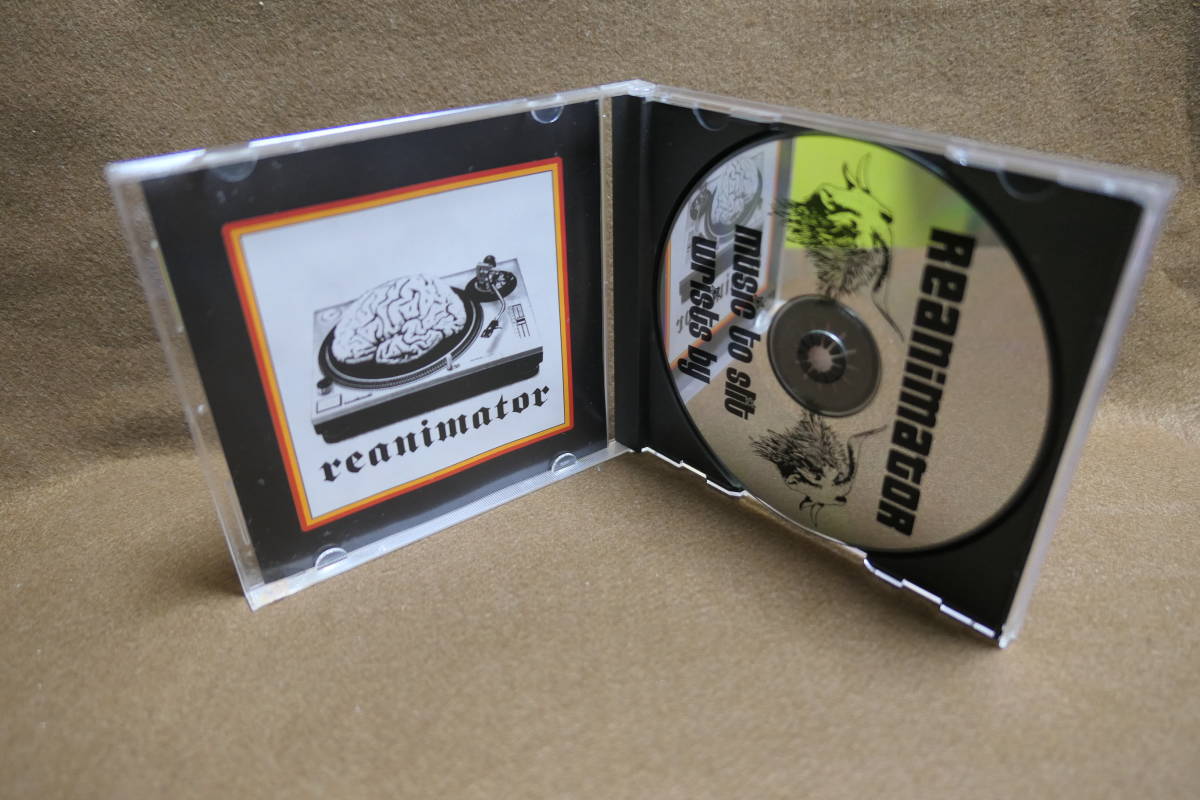 reanimator
Reanimator
music to slit
wrists by